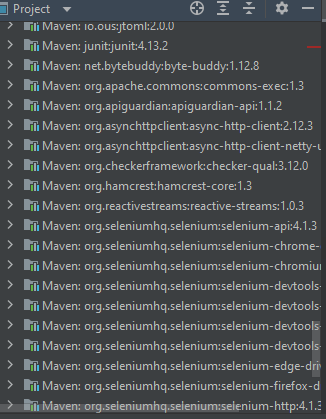 Project
Maven: io.ous:jtoml:2.0.0
Maven: junit:junit:4.13.2
Maven: net.bytebuddy:byte-buddy:1.12.8
Maven: org.apache.commons:commons-exec:1.3
Maven: org.apiguardian:apiguardian-api:1.1.2
Maven: org.asynchttpclient:async-http-client:2.12.3
Maven: org.asynchttpclient:async-http-client-netty-u
Maven: org.checkerframework:checker-qual:3.12.0
Maven: org.hamcrest:hamcrest-core:1.3
Maven: org.reactivestreams:reactive-streams:1.0.3
Maven: org.seleniumhq.selenium:selenium-api:4.1.3
Maven: org.seleniumhq.selenium:selenium-chrome-
Maven: org.seleniumhq.selenium:selenium-chromiun
Maven: org.seleniumhq.selenium:selenium-devtools-
Maven: org.seleniumhq.selenium:selenium-devtools-
Maven: org.seleniumhq.selenium:selenium-devtools-
Maven: org.seleniumhq.selenium:selenium-devtools-
Maven: org.seleniumhq.selenium:selenium-edge-driv
Maven: org.seleniumhq.selenium:selenium-firefox-d
Maven: org.seleniumhq.selenium:selenium-http:4.1.3